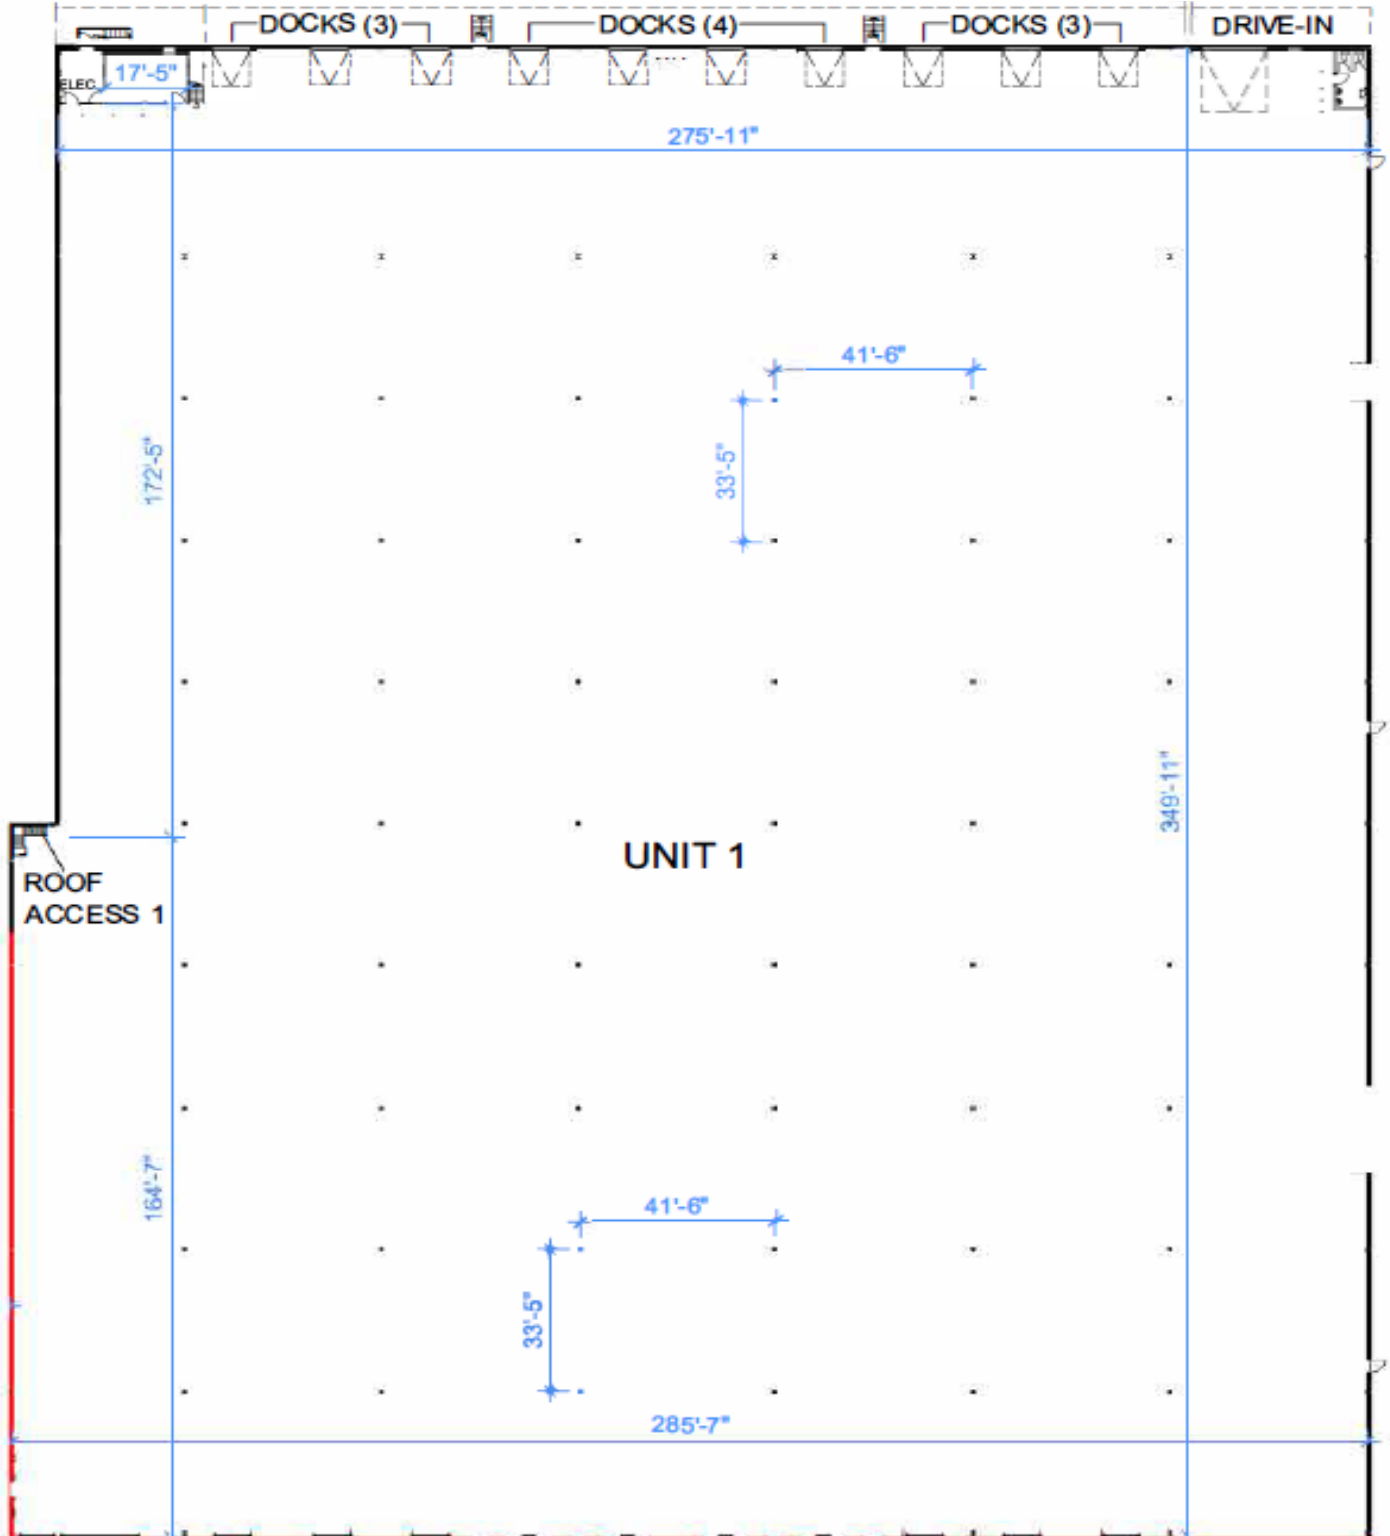 DOCKS (3)
DOCKS (4)
DOCKS (3)
DRIVE-IN
17'-5"
ELEC
275'-11"
41'-6"
33'-5"
172'-5"
349'-11"
UNIT 1
ROOF
ACCESS 1
164'-7"
41'-6"
33'-5"
285'-7"